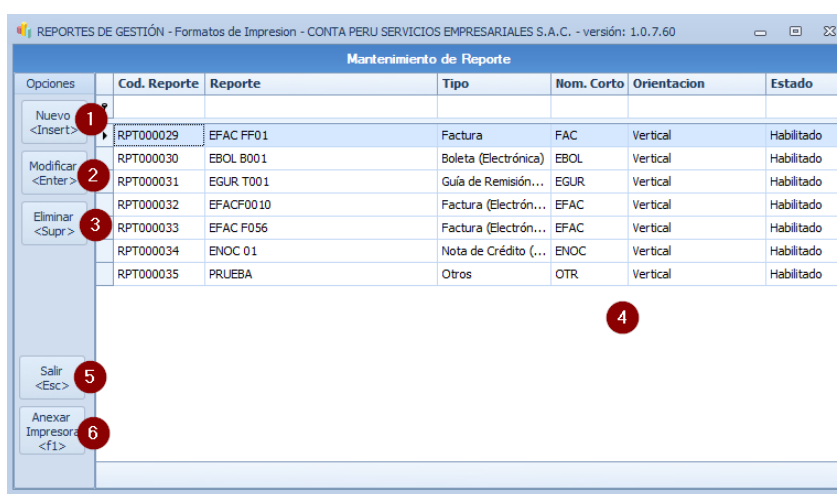 REPORTES DE GESTIÓN - Formatos de Impresion - CONTA PERU SERVICIOS EMPRESARIALES S.A.C. - versión: 1.0.7.60
Mantenimiento de Reporte
Opciones Cod. Reporte Reporte Tipo Nom. Corto Orientacion Estado
Nuevo
<Insert>
1
RPT000029 EFAC FF01 Factura FAC Vertical Habilitado
RPT000030 EBOL B001 Boleta (Electrónica) EBOL Vertical Habilitado
Modificar
<Enter>
2
RPT000031 EGUR T001 Guía de Remisión... EGUR Vertical Habilitado
RPT000032 EFACF0010 Factura (Electrón... EFAC Vertical Habilitado
Eliminar
<Supr>
3
RPT000033 EFAC F056 Factura (Electrón... EFAC Vertical Habilitado
RPT000034 ENOC 01 Nota de Crédito (... ENOC Vertical Habilitado
RPT000035 PRUEBA Otros OTR Vertical Habilitado
4
Salir
<Esc>
5
Anexar
Impresora
<f1>
6